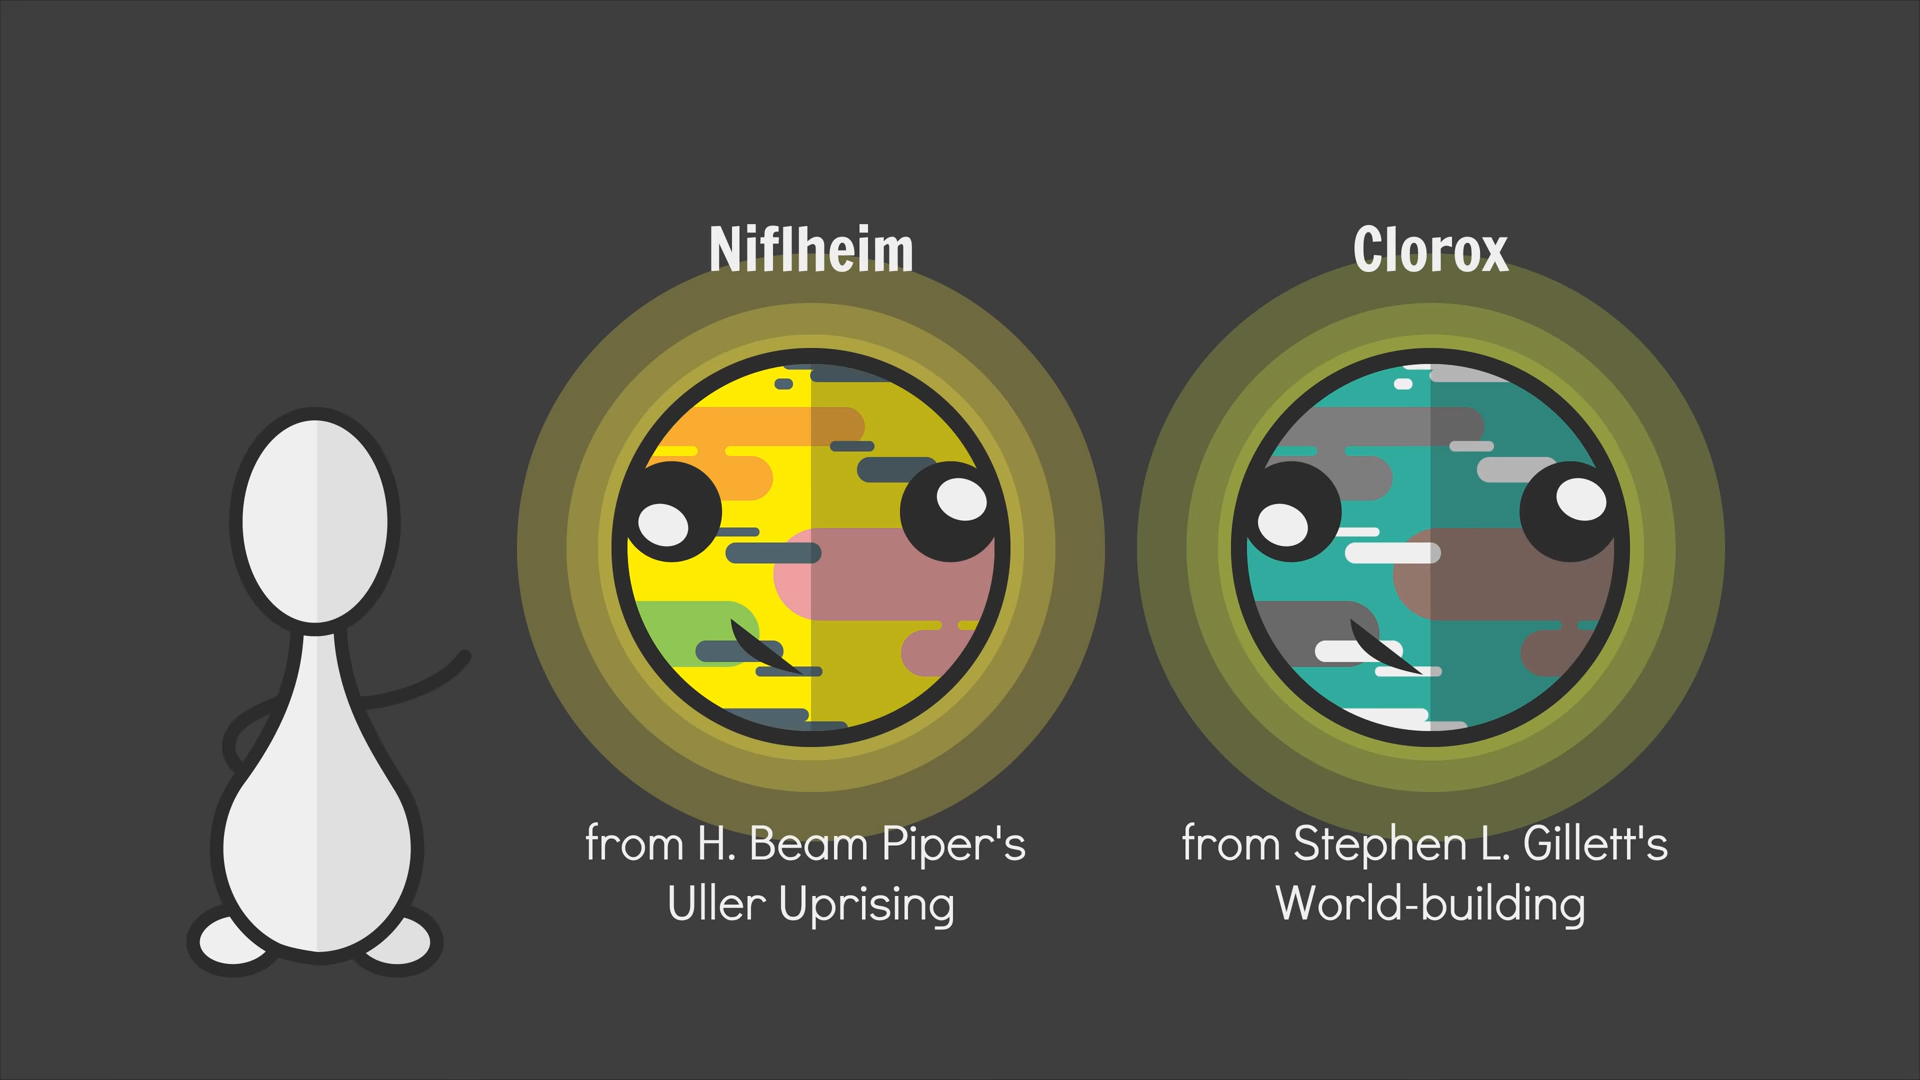 Niflheim
Clorox
from H. Beam Piper's
Uller Uprising
from Stephen L. Gillett's
World-building